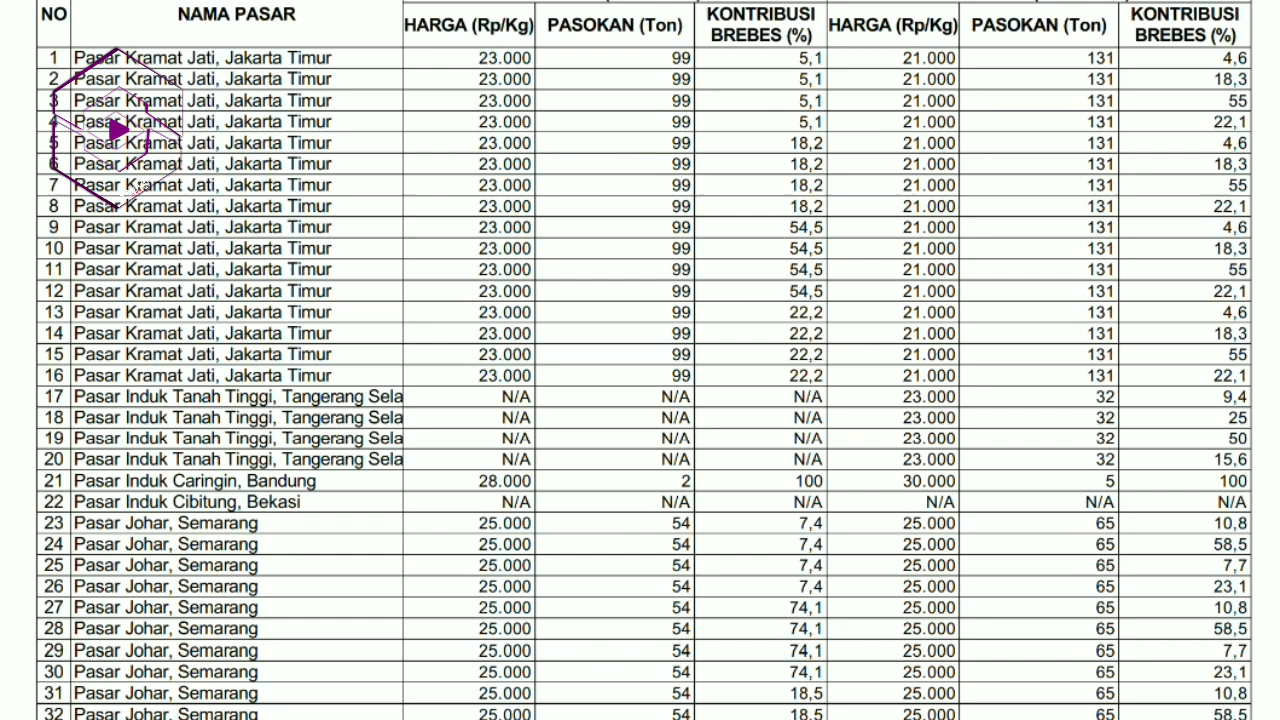 NO NAMA PASAR HARGA (Rp/Kg) PASOKAN (Ton) KONTRIBUSI BREBES (%) HARGA (Rp/Kg) PASOKAN (Ton) KONTRIBUSI BREBES (%)
1 Pasar Kramat Jati, Jakarta Timur 23.000 99 5,1 21.000 131 4,6
2 Pasar Kramat Jati, Jakarta Timur 23.000 99 5,1 21.000 131 18,3
3 Pasar Kramat Jati, Jakarta Timur 23.000 99 5,1 21.000 131 55
4 Pasar Kramat Jati, Jakarta Timur 23.000 99 5,1 21.000 131 22,1
5 Pasar Kramat Jati, Jakarta Timur 23.000 99 18,2 21.000 131 4,6
6 Pasar Kramat Jati, Jakarta Timur 23.000 99 18,2 21.000 131 18,3
7 Pasar Kramat Jati, Jakarta Timur 23.000 99 18,2 21.000 131 55
8 Pasar Kramat Jati, Jakarta Timur 23.000 99 18,2 21.000 131 22,1
9 Pasar Kramat Jati, Jakarta Timur 23.000 99 54,5 21.000 131 4,6
10 Pasar Kramat Jati, Jakarta Timur 23.000 99 54,5 21.000 131 18,3
11 Pasar Kramat Jati, Jakarta Timur 23.000 99 54,5 21.000 131 55
12 Pasar Kramat Jati, Jakarta Timur 23.000 99 54,5 21.000 131 22,1
13 Pasar Kramat Jati, Jakarta Timur 23.000 99 22,2 21.000 131 4,6
14 Pasar Kramat Jati, Jakarta Timur 23.000 99 22,2 21.000 131 18,3
15 Pasar Kramat Jati, Jakarta Timur 23.000 99 22,2 21.000 131 55
16 Pasar Kramat Jati, Jakarta Timur 23.000 99 22,2 21.000 131 22,1
17 Pasar Induk Tanah Tinggi, Tangerang Sela N/A N/A N/A 23.000 32 9,4
18 Pasar Induk Tanah Tinggi, Tangerang Sela N/A N/A N/A 23.000 32 25
19 Pasar Induk Tanah Tinggi, Tangerang Sela N/A N/A N/A 23.000 32 50
20 Pasar Induk Tanah Tinggi, Tangerang Sela N/A N/A N/A 23.000 32 15,6
21 Pasar Induk Caringin, Bandung 28.000 2 100 30.000 5 100
22 Pasar Induk Cibitung, Bekasi N/A N/A N/A N/A N/A N/A
23 Pasar Johar, Semarang 25.000 54 7,4 25.000 65 10,8
24 Pasar Johar, Semarang 25.000 54 7,4 25.000 65 58,5
25 Pasar Johar, Semarang 25.000 54 7,4 25.000 65 7,7
26 Pasar Johar, Semarang 25.000 54 7,4 25.000 65 23,1
27 Pasar Johar, Semarang 25.000 54 74,1 25.000 65 10,8
28 Pasar Johar, Semarang 25.000 54 74,1 25.000 65 58,5
29 Pasar Johar, Semarang 25.000 54 74,1 25.000 65 7,7
30 Pasar Johar, Semarang 25.000 54 74,1 25.000 65 23,1
31 Pasar Johar, Semarang 25.000 54 18,5 25.000 65 10,8
32 Pasar Johar, Semarang 25.000 54 18,5 25.000 65 58,5